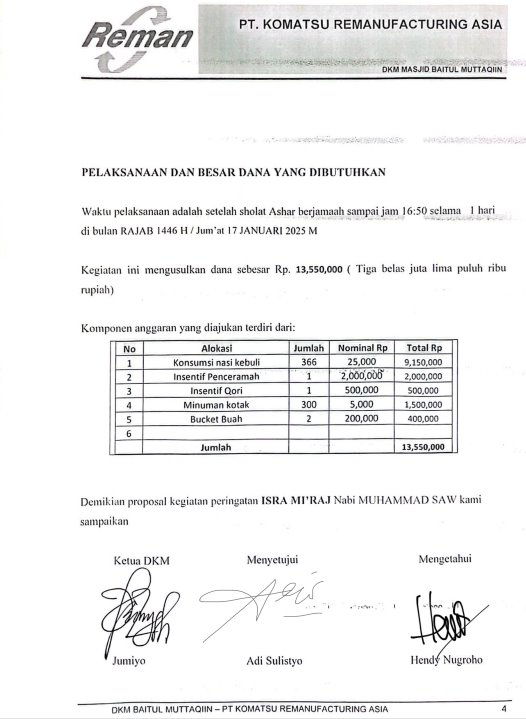 Reman
PT. KOMATSU REMANUFACTURING ASIA
DKM MASJID BAITUL MUTTAQIIN
PELAKSANAAN DAN BESAR DANA YANG DIBUTUHKAN
Waktu pelaksanaan adalah setelah sholat Ashar berjamaah sampai jam 16:50 selama 1 hari
di bulan RAJAB 1446 H / Jum'at 17 JANUARI 2025 M
Kegiatan ini mengusulkan dana sebesar Rp. 13,550,000 ( Tiga belas juta lima puluh ribu
rupiah)
Komponen anggaran yang diajukan terdiri dari:
No Alokasi Jumlah Nominal Rp Total Rp
1 Konsumsi nasi kebuli 366 25,000 9,150,000
2 Insentif Penceramah 1 2,000,000 2,000,000
3 Insentif Qori 1 500,000 500,000
4 Minuman kotak 300 5,000 1,500,000
5 Bucket Buah 2 200,000 400,000
6
Jumlah 13,550,000
Demikian proposal kegiatan peringatan ISRA MI'RAJ Nabi MUHAMMAD SAW kami
sampaikan
Ketua DKM Menyetujui Mengetahui
Jumiyo Adi Sulistyo Hendy Nugroho
DKM BAITUL MUTTAQIIN – PT KOMATSU REMANUFACTURING ASIA 4